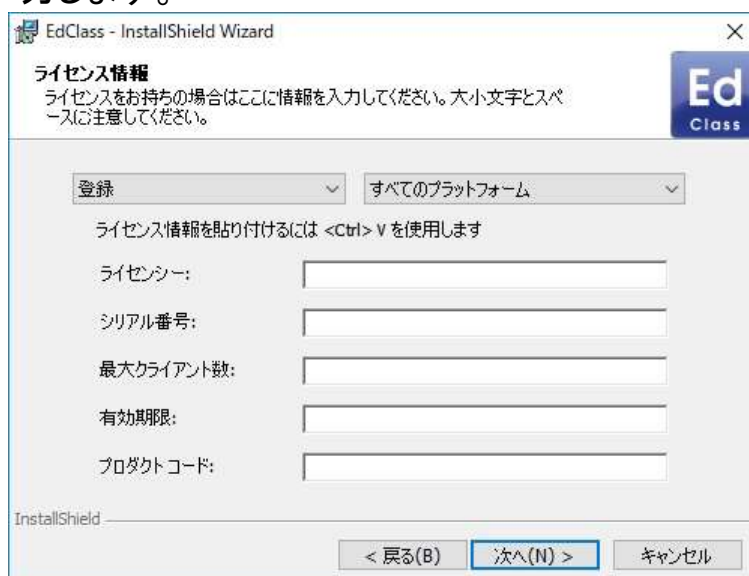 EdClass - InstallShield Wizard
ライセンス情報
ライセンスをお持ちの場合はここに情報を入力してください。大小文字とスペ
ースに注意してください。
Ed
Class
登録
すべてのプラットフォーム
ライセンス情報を貼り付けるには <Ctrl> V を使用します
ライセンシー:
シリアル番号:
最大クライアント数:
有効期限:
プロダクト コード:
InstallShield
< 戻る(B)
次へ(N) >
キャンセル